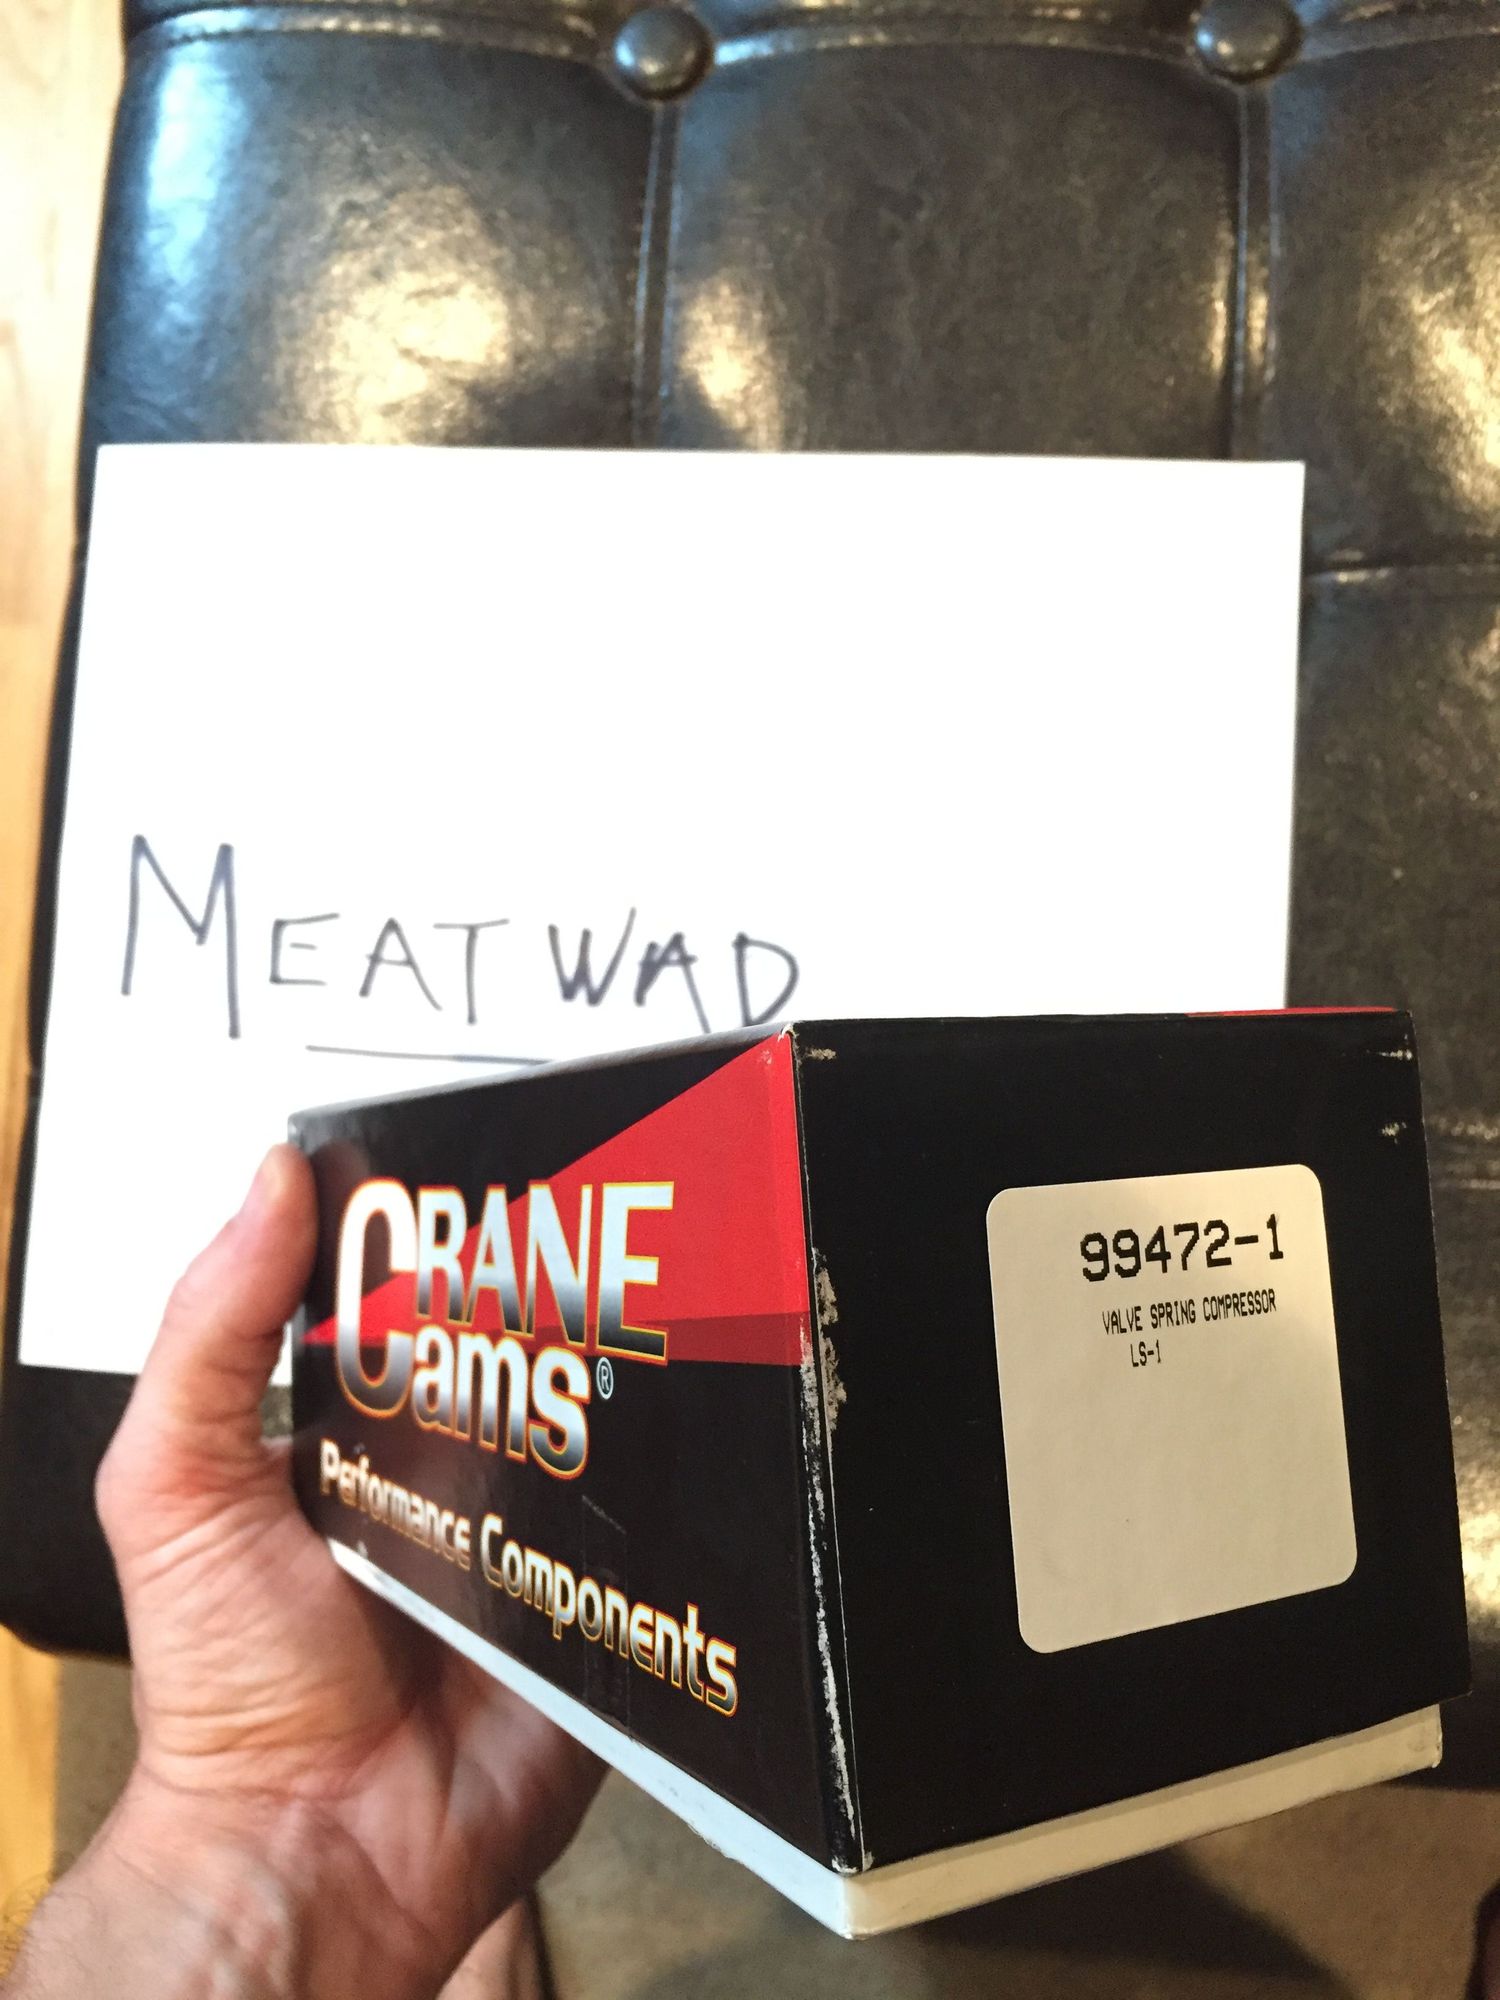 MEATWAD
CRANE
Cams®
Performance Components
99472-1
VALVE SPRING COMPRESSOR
LS-1